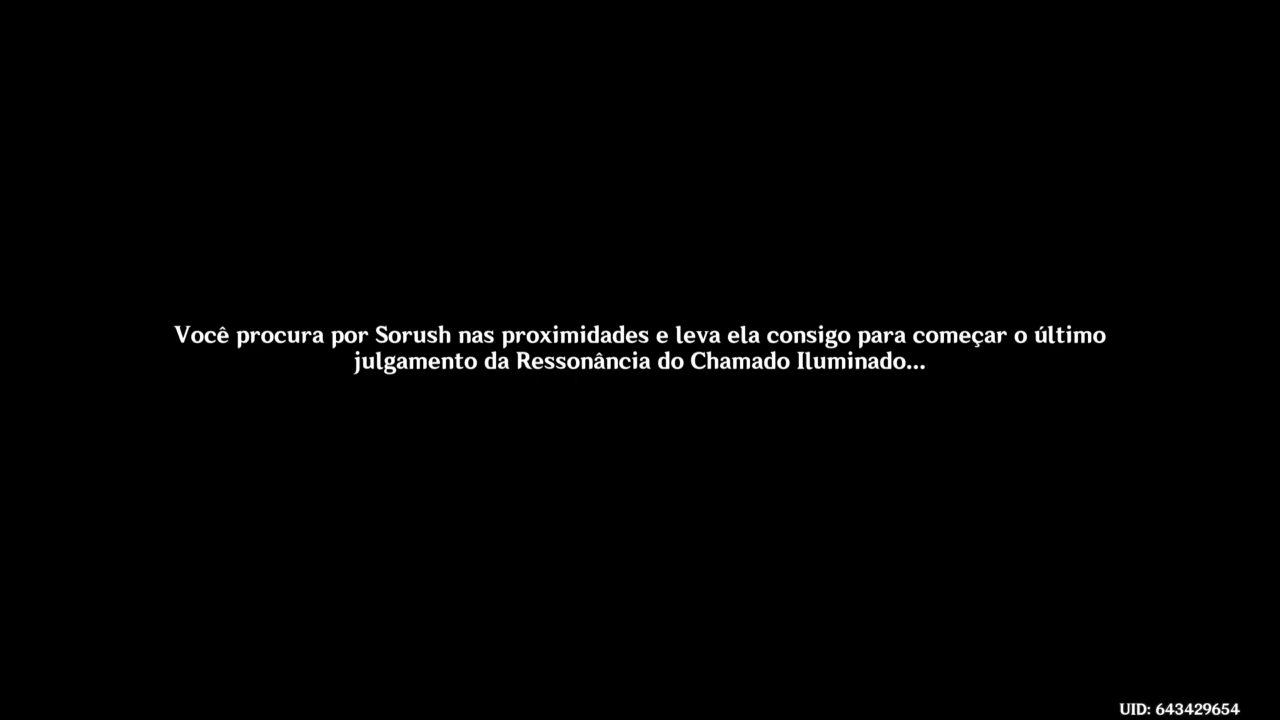 Você procura por Sorush nas proximidades e leva ela consigo para começar o último
julgamento da Ressonância do Chamado Iluminado...
UID: 643429654